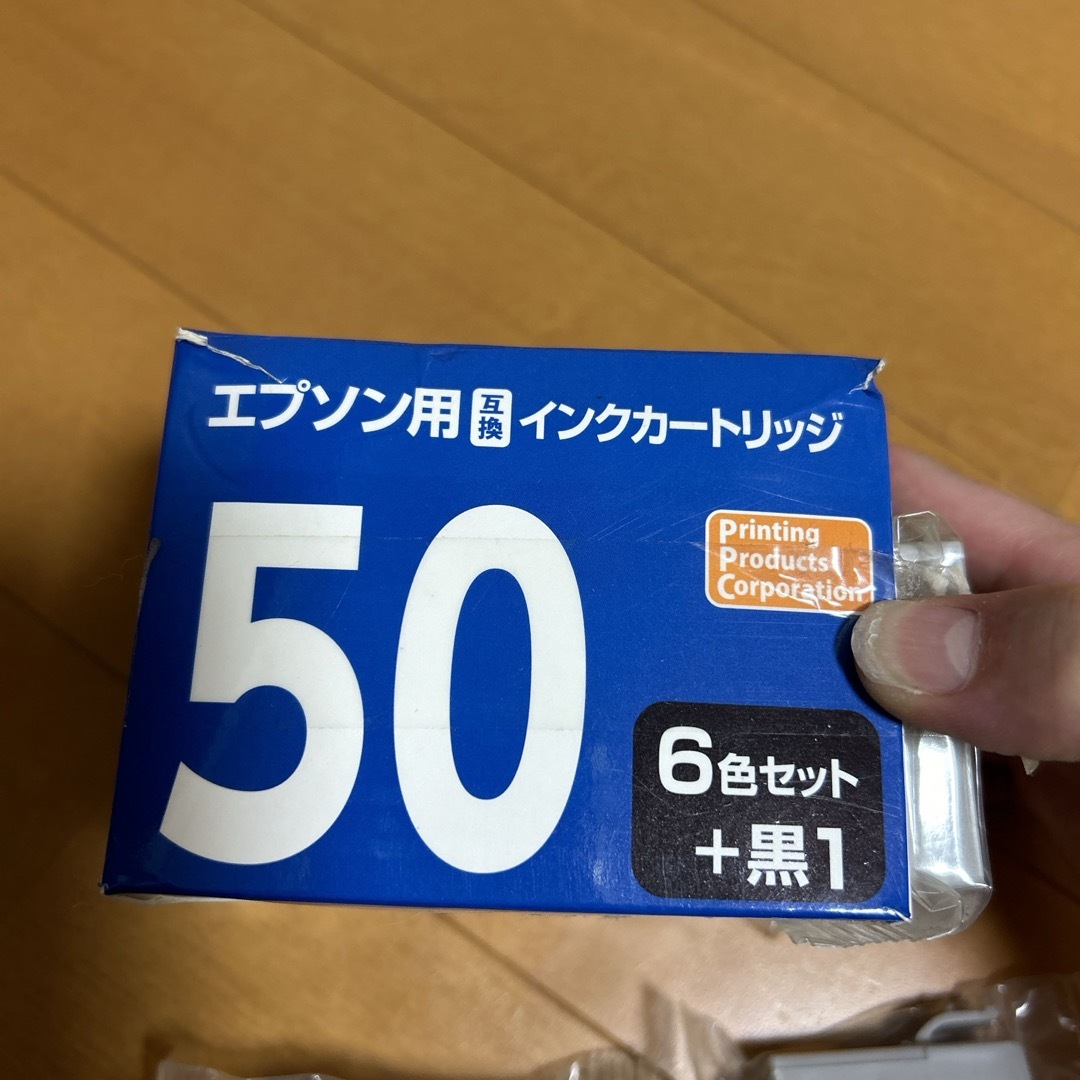 エプソン用 互換 インクカートリッジ
50
Printing
Products
Corporation
6色セット
+黒1